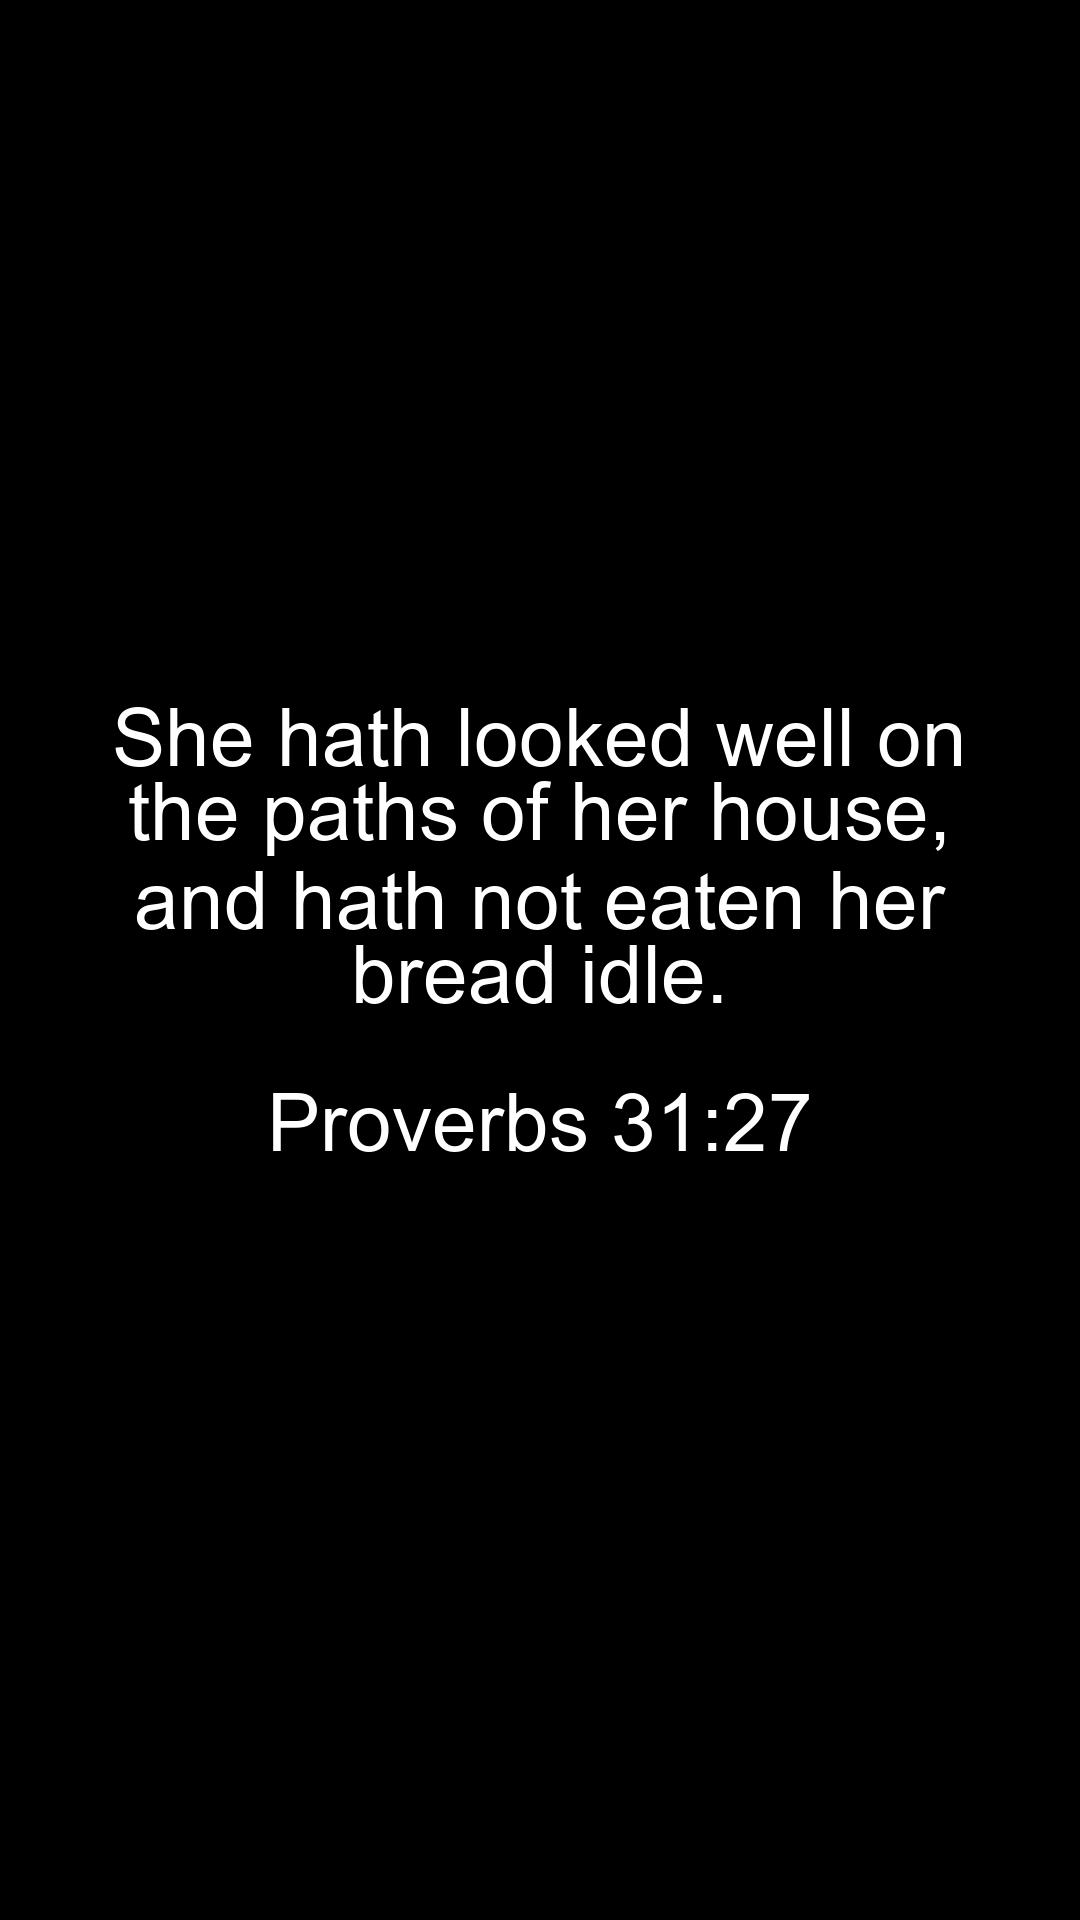 She hath looked well on
the paths of her house,
and hath not eaten her
bread idle.
Proverbs 31:27